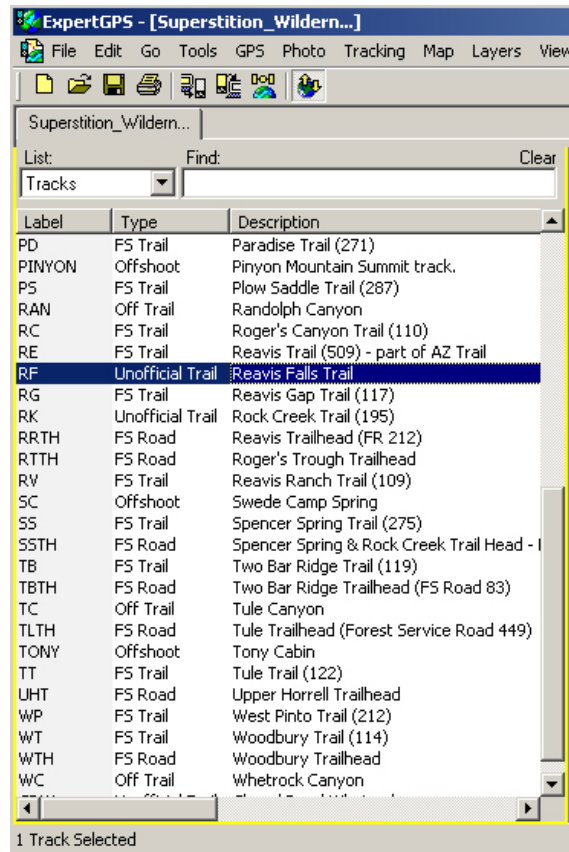 ExpertGPS - [Superstition_Wildern...]
File Edit Go Tools GPS Photo Tracking Map Layers View
Superstition_Wildern...
List: Find: Clear
Tracks
Label Type Description
PD FS Trail Paradise Trail (271)
PINYON Offshoot Pinyon Mountain Summit track.
PS FS Trail Plow Saddle Trail (287)
RAN Off Trail Randolph Canyon
RC FS Trail Roger's Canyon Trail (110)
RE FS Trail Reavis Trail (509) - part of AZ Trail
RF Unofficial Trail Reavis Falls Trail
RG FS Trail Reavis Gap Trail (117)
RK Unofficial Trail Rock Creek Trail (195)
RRTH FS Road Reavis Trailhead (FR 212)
RTTH FS Road Roger's Trough Trailhead
RV FS Trail Reavis Ranch Trail (109)
SC Offshoot Swede Camp Spring
SS FS Trail Spencer Spring Trail (275)
SSTH FS Road Spencer Spring & Rock Creek Trail Head -
TB FS Trail Two Bar Ridge Trail (119)
TBTH FS Road Two Bar Ridge Trailhead (FS Road 83)
TC Off Trail Tule Canyon
TLTH FS Road Tule Trailhead (Forest Service Road 449)
TONY Offshoot Tony Cabin
TT FS Trail Tule Trail (122)
UHT FS Road Upper Horrell Trailhead
WP FS Trail West Pinto Trail (212)
WT FS Trail Woodbury Trail (114)
WTH FS Road Woodbury Trailhead
WC Off Trail Whetrock Canyon
1 Track Selected